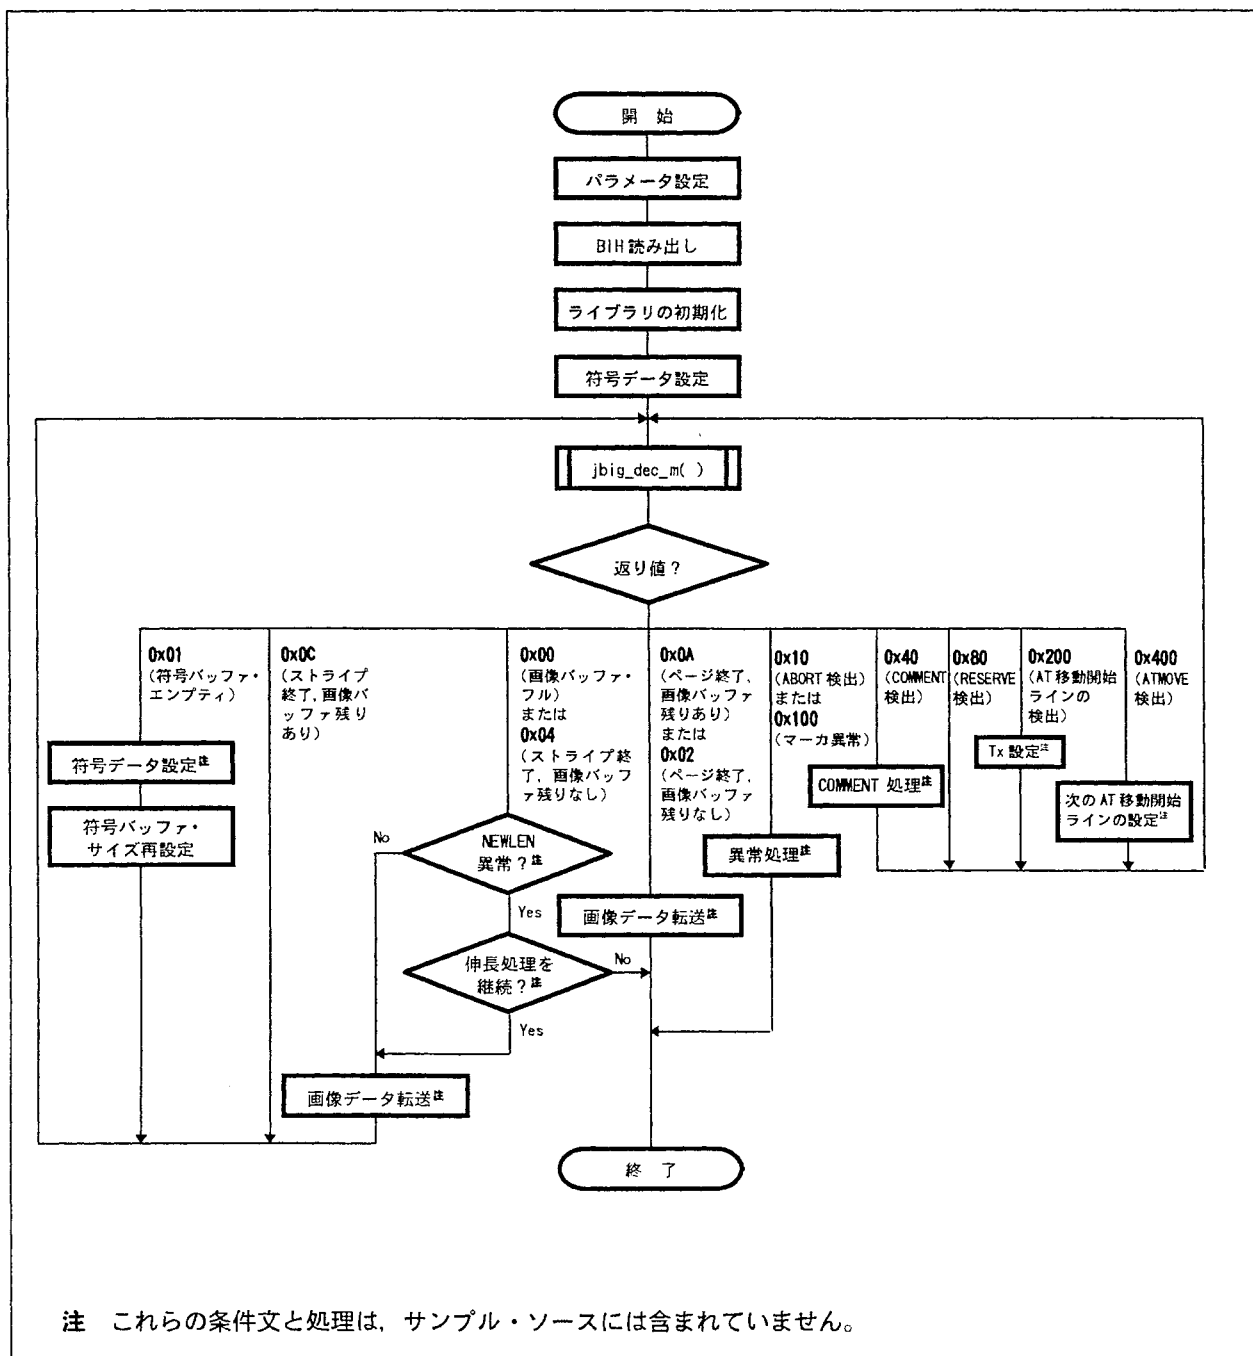 開 始
パラメータ設定
BIH読み出し
ライブラリの初期化
符号データ設定
jbig_dec_m( )
返り値？
0x01
(符号バッファ・
エンプティ)
符号データ設定注
符号バッファ・
サイズ再設定
0x0C
(ストライプ
終了,画像バ
ッファ残り
あり)
0x00
(画像バッファ・
フル)
または
0x04
(ストライプ終
了, 画像バッフ
ァ残りなし)
No
NEWLEN
異常？注
Yes
伸長処理を
継続？注
No
Yes
画像データ転送注
0x0A
(ページ終了,
画像バッファ
残りあり)
または
0x02
(ページ終了,
画像バッファ
残りなし)
画像データ転送注
0x10
(ABORT 検出)
または
0x100
(マーカ異常)
異常処理注
0x40
(COMMENT
検出)
COMMENT 処理注
0x80
(RESERVE
検出)
0x200
(AT移動開始
ラインの
検出)
Tx 設定注
0x400
(ATMOVE
検出)
次の AT 移動開始
ラインの設定注
終 了
注 これらの条件文と処理は，サンプル・ソースには含まれていません。